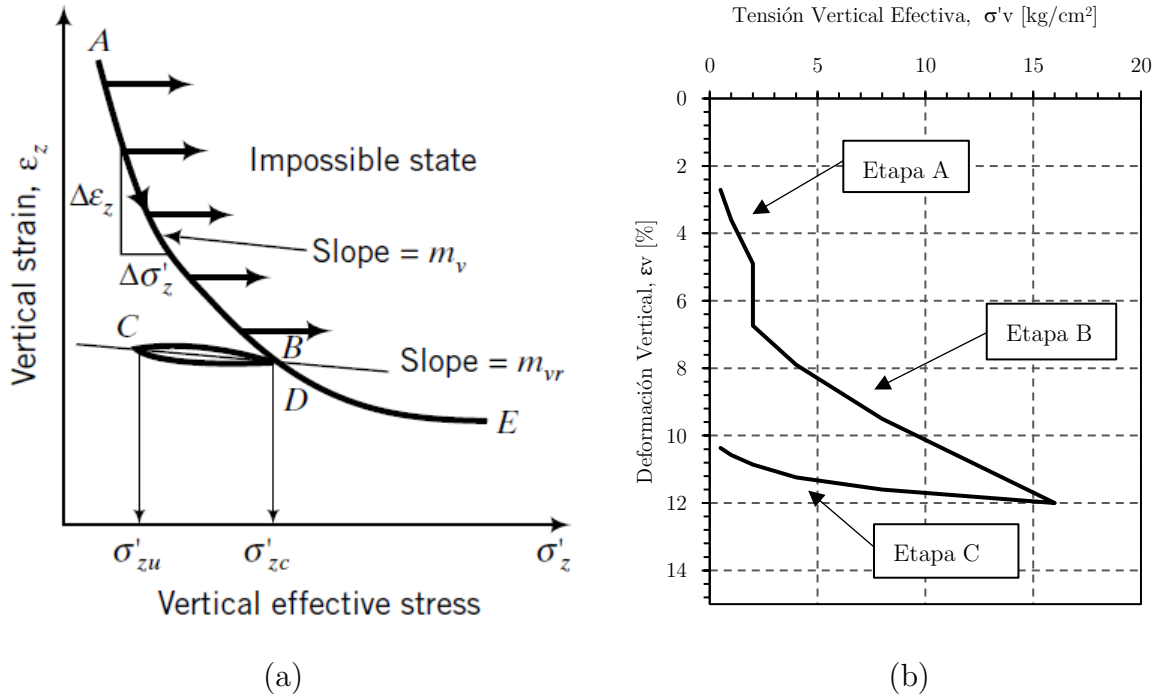 A
Impossible state
Δεz
Slope = mv
Δσ'z
C
B
Slope = mvr
D
E
σ'zu
σ'zc
σ'z
Vertical strain, εz
Vertical effective stress
(a)
Tensión Vertical Efectiva, σ'v [kg/cm²]
0 5 10 15 20
0
2
4
6
8
10
12
14
Deformación Vertical, εv [%]
Etapa A
Etapa B
Etapa C
(b)